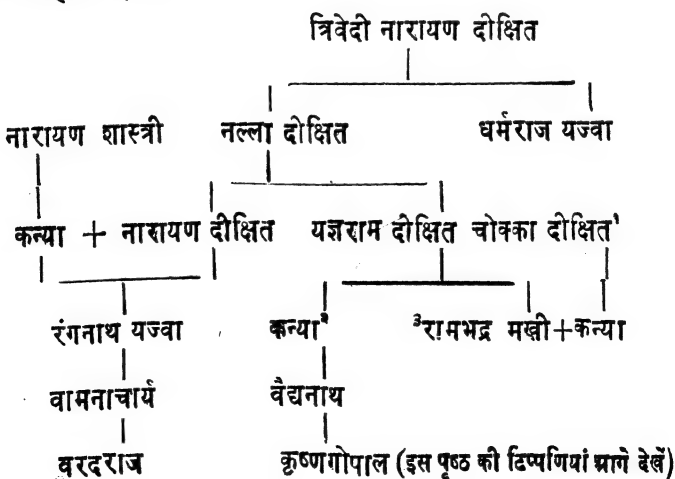 त्रिवेदी नारायण दीक्षित
नारायण शास्त्री नल्ला दीक्षित धर्मराज यज्वा
कन्या + नारायण दीक्षित यज्ञराम दीक्षित चोक्का दीक्षित¹
रंगनाथ यज्वा कन्या² ³रामभद्र मखी+कन्या
वामनाचार्य वैद्यनाथ
वरदराज कृष्णगोपाल (इस पृष्ठ की टिप्पणियां आगे देखें)